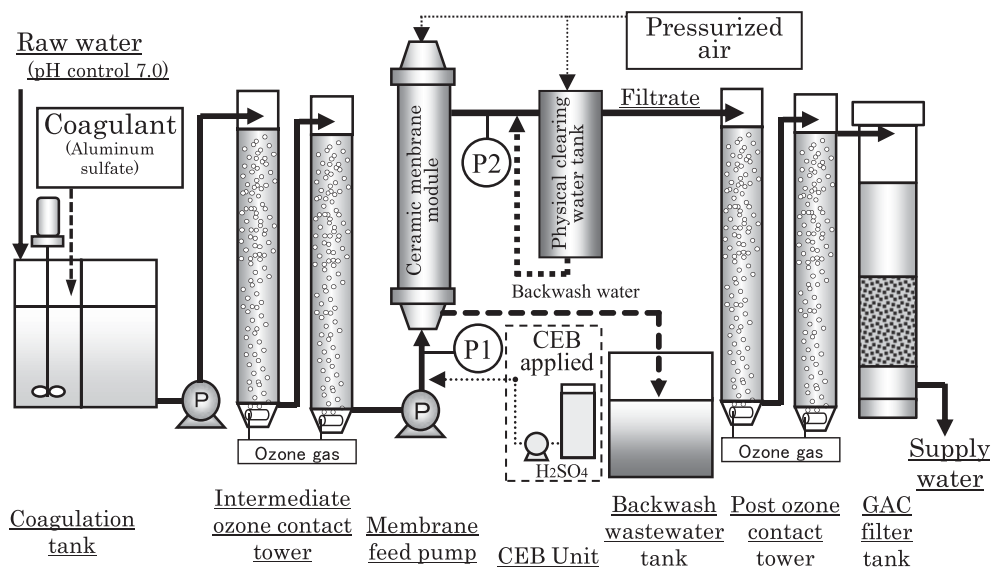 Raw water
(pH control 7.0)
Coagulant
(Aluminum
sulfate)
Pressurized
air
Ceramic menbrane
module
P2
Physical clearing
water tank
Filtrate
Backwash water
P1
CEB
applied
H2SO4
P
P
Ozone gas
Ozone gas
Supply
water
Coagulation
tank
Intermediate
ozone contact
tower
Membrane
feed pump
CEB Unit
Backwash
wastewater
tank
Post ozone
contact
tower
GAC
filter
tank